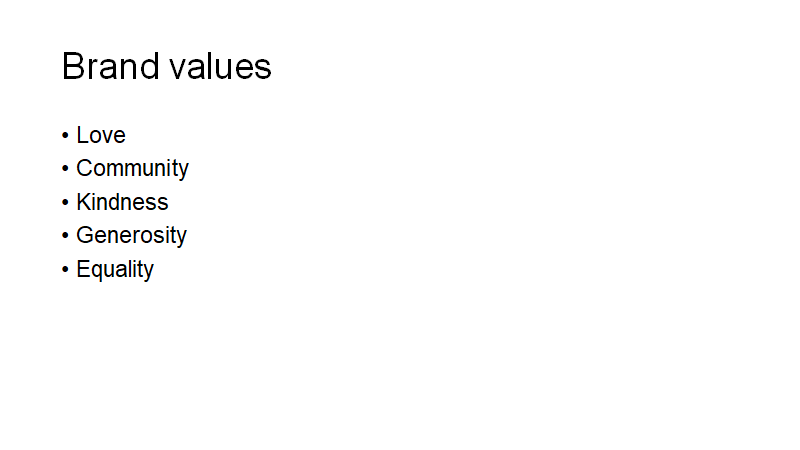 Brand values
• Love
• Community
• Kindness
• Generosity
• Equality